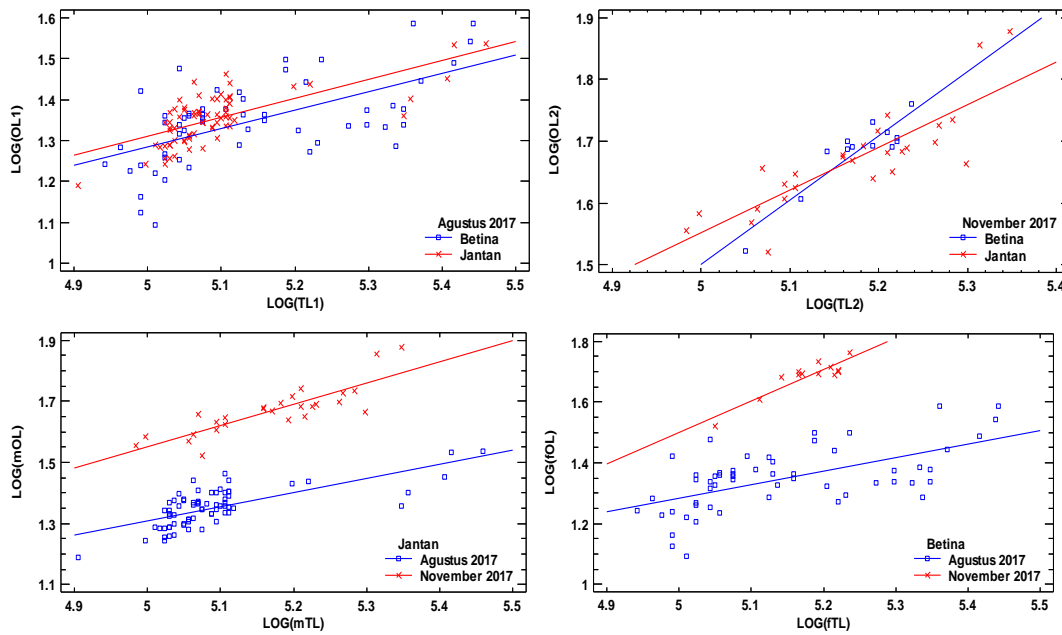 1.6
1.5
1.4
1.3
1.2
1.1
1
LOG(OL1)
4.9 5 5.1 5.2 5.3 5.4 5.5
LOG(TL1)
Agustus 2017
Betina
Jantan
1.9
1.8
1.7
1.6
1.5
LOG(OL2)
4.9 5 5.1 5.2 5.3 5.4
LOG(TL2)
November 2017
Betina
Jantan
1.9
1.7
1.5
1.3
1.1
LOG(mOL)
4.9 5 5.1 5.2 5.3 5.4 5.5
LOG(mTL)
Jantan
Agustus 2017
November 2017
1.8
1.6
1.4
1.2
1
LOG(fOL)
4.9 5 5.1 5.2 5.3 5.4 5.5
LOG(fTL)
Betina
Agustus 2017
November 2017